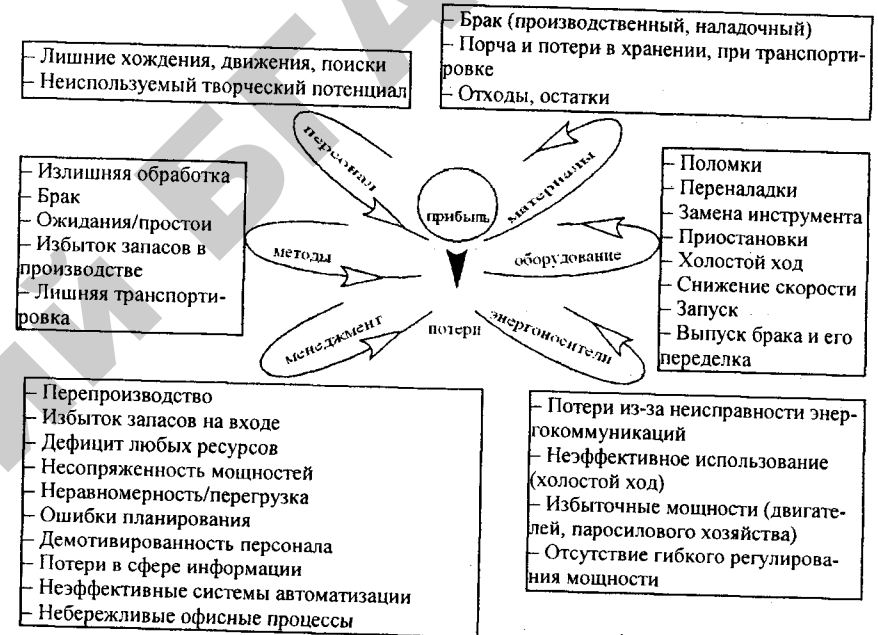 – Лишние хождения, движения, поиски
– Неиспользуемый творческий потенциал
– Брак (производственный, наладочный)
– Порча и потери в хранении, при транспорти-
ровке
– Отходы, остатки
персонал
материалы
прибыль
– Излишняя обработка
– Брак
– Ожидания/простои
– Избыток запасов в
производстве
– Лишняя транспорти-
ровка
методы
оборудование
– Поломки
– Переналадки
– Замена инструмента
– Приостановки
– Холостой ход
– Снижение скорости
– Запуск
– Выпуск брака и его
переделка
менеджмент
потери
энергоносители
– Перепроизводство
– Избыток запасов на входе
– Дефицит любых ресурсов
– Несопряженность мощностей
– Неравномерность/перегрузка
– Ошибки планирования
– Демотивированность персонала
– Потери в сфере информации
– Неэффективные системы автоматизации
– Небережливые офисные процессы
– Потери из-за неисправности энер-
гокоммуникаций
– Неэффективное использование
(холостой ход)
– Избыточные мощности (двигате-
лей, паросилового хозяйства)
– Отсутствие гибкого регулирова-
ния мощности